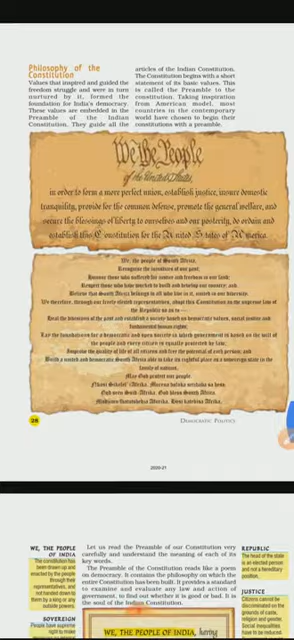 Philosophy of the
Constitution
Values that inspired and guided the
freedom struggle and were in turn
nurtured by it, formed the
foundation for India's democracy.
These values are embedded in the
Preamble of the Indian
Constitution. They guide all the
articles of the Indian Constitution.
The Constitution begins with a short
statement of its basic values. This
is called the Preamble to the
constitution. Taking inspiration
from American model, most
countries in the contemporary
world have chosen to begin their
constitutions with a preamble.
We the People
of the United States,
in order to form a more perfect union, establish justice, insure domestic
tranquility, provide for the common defense, promote the general welfare, and
secure the blessings of liberty to ourselves and our posterity, do ordain and
establish this Constitution for the United States of America.
We, the people of South Africa,
Recognise the injustices of our past;
Honour those who suffered for justice and freedom in our land;
Respect those who have worked to build and develop our country; and
Believe that South Africa belongs to all who live in it, united in our diversity.
We therefore, through our freely elected representatives, adopt this Constitution as the supreme law of
the Republic so as to —
Heal the divisions of the past and establish a society based on democratic values, social justice and
fundamental human rights;
Lay the foundations for a democratic and open society in which government is based on the will of
the people and every citizen is equally protected by law;
Improve the quality of life of all citizens and free the potential of each person; and
Build a united and democratic South Africa able to take its rightful place as a sovereign state in the
family of nations.
May God protect our people.
Nkosi Sikelel' iAfrika. Morena boloka setjhaba sa heso.
God seën Suid-Afrika. God bless South Africa.
Mudzimu fhatutshedza Afurika. Hosi katekisa Afrika.
28
DEMOCRATIC POLITICS
2020-21
WE, THE PEOPLE
OF INDIA
The constitution
has been drawn up and
enacted by the people
through their
representatives, and
not handed down to
them by a king or any
outside powers.
SOVEREIGN
People have supreme
right to make
Let us read the Preamble of our Constitution very
carefully and understand the meaning of each of its
key words.
The Preamble of the Constitution reads like a poem
on democracy. It contains the philosophy on which the
entire Constitution has been built. It provides a standard
to examine and evaluate any law and action of
government, to find out whether it is good or bad. It is
the soul of the Indian Constitution.
WE, THE PEOPLE OF INDIA, having
REPUBLIC
The head of the state
is an elected person
and not a hereditary
position.
JUSTICE
Citizens cannot be
discriminated on the
grounds of caste,
religion and gender.
Social inequalities
have to be reduced.